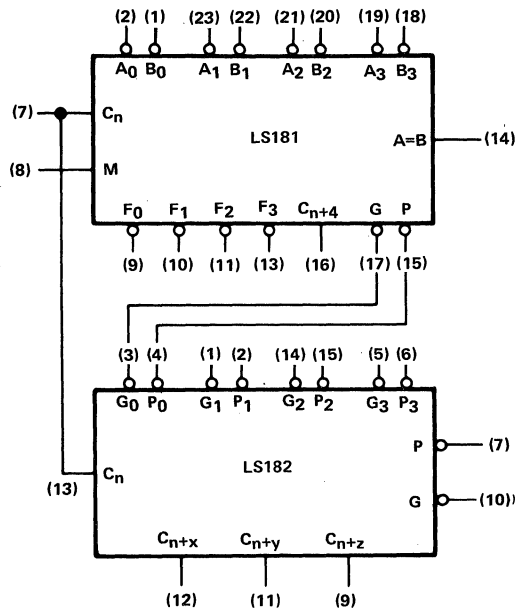 (2) (1) (23) (22) (21) (20) (19) (18)
A0 B0 A1 B1 A2 B2 A3 B3
(7) Cn
LS181
A=B (14)
(8) M
F0 F1 F2 F3 Cn+4 G P
(9) (10) (11) (13) (16) (17) (15)
(3) (4) (1) (2) (14) (15) (5) (6)
G0 P0 G1 P1 G2 P2 G3 P3
P (7)
(13) Cn
LS182
G (10))
Cn+x Cn+y Cn+z
(12) (11) (9)